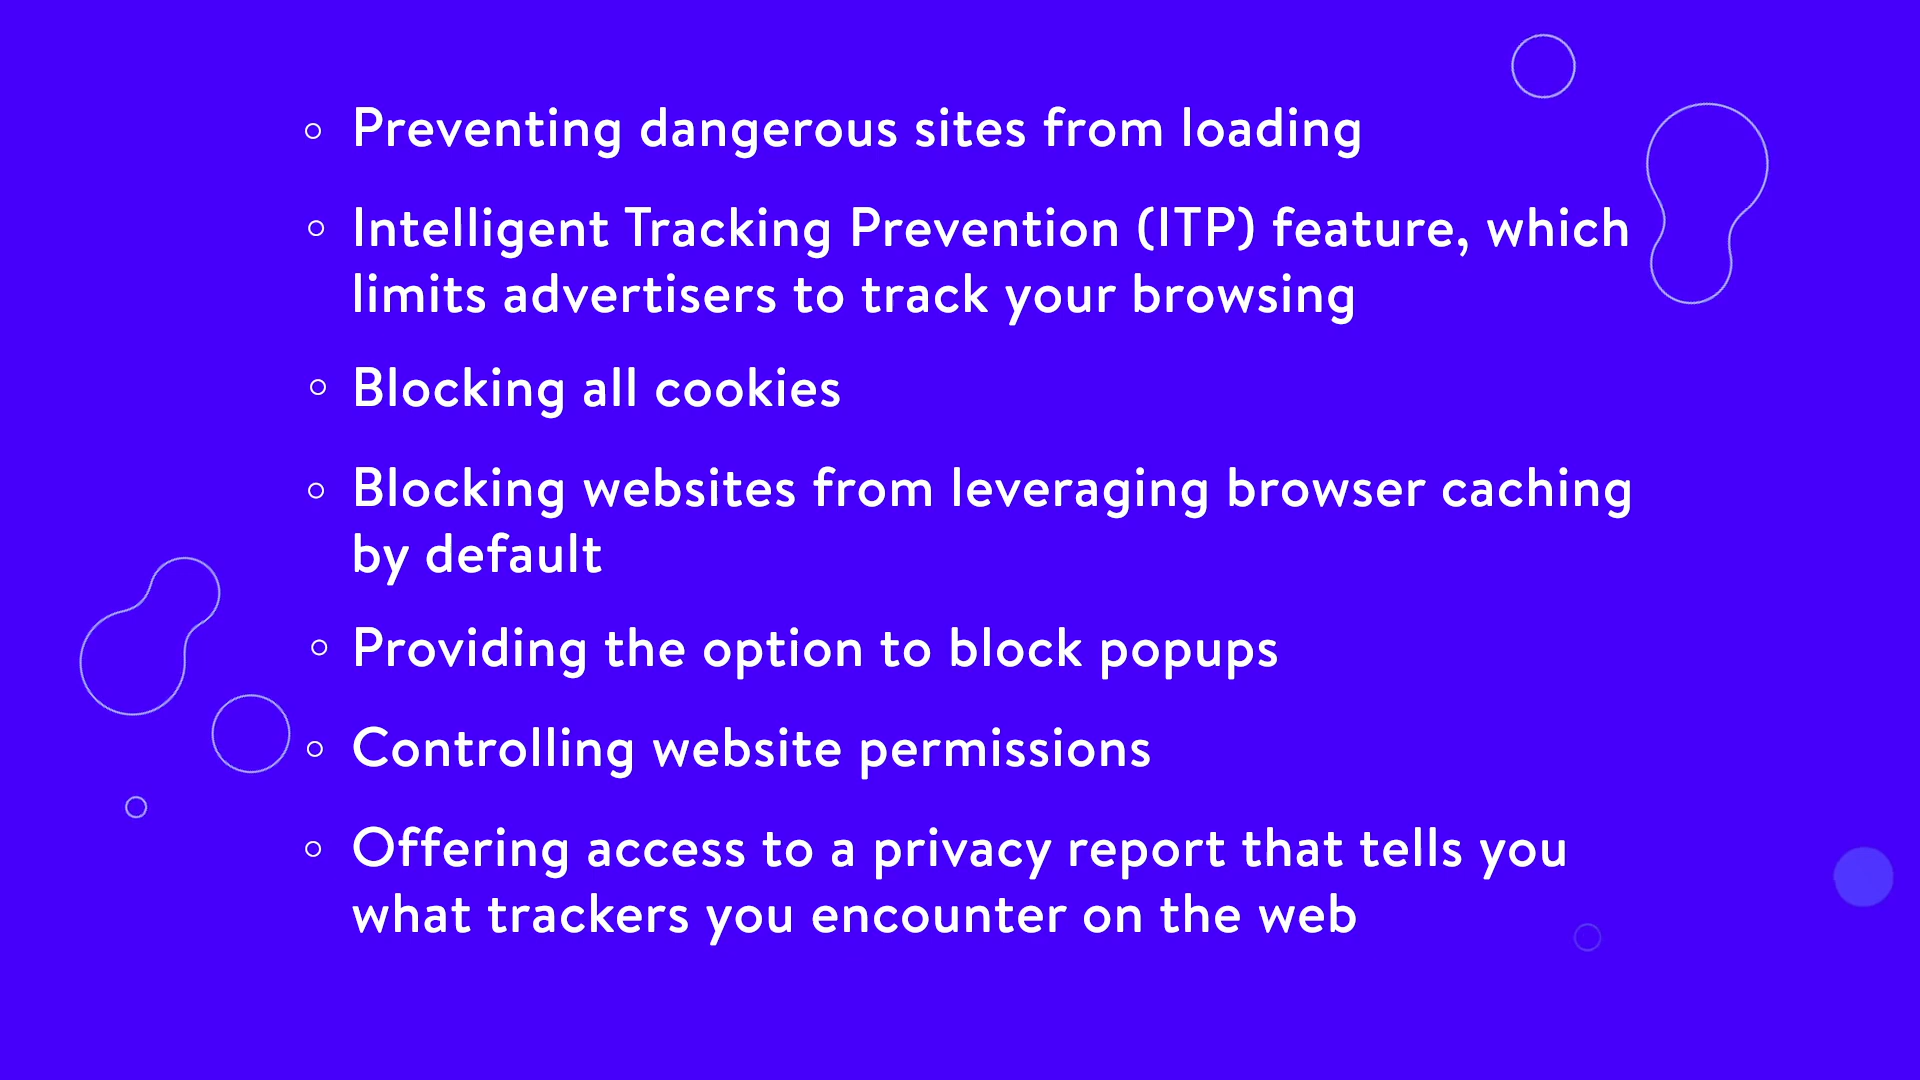 Preventing dangerous sites from loading
Intelligent Tracking Prevention (ITP) feature, which
limits advertisers to track your browsing
Blocking all cookies
Blocking websites from leveraging browser caching
by default
Providing the option to block popups
Controlling website permissions
Offering access to a privacy report that tells you
what trackers you encounter on the web